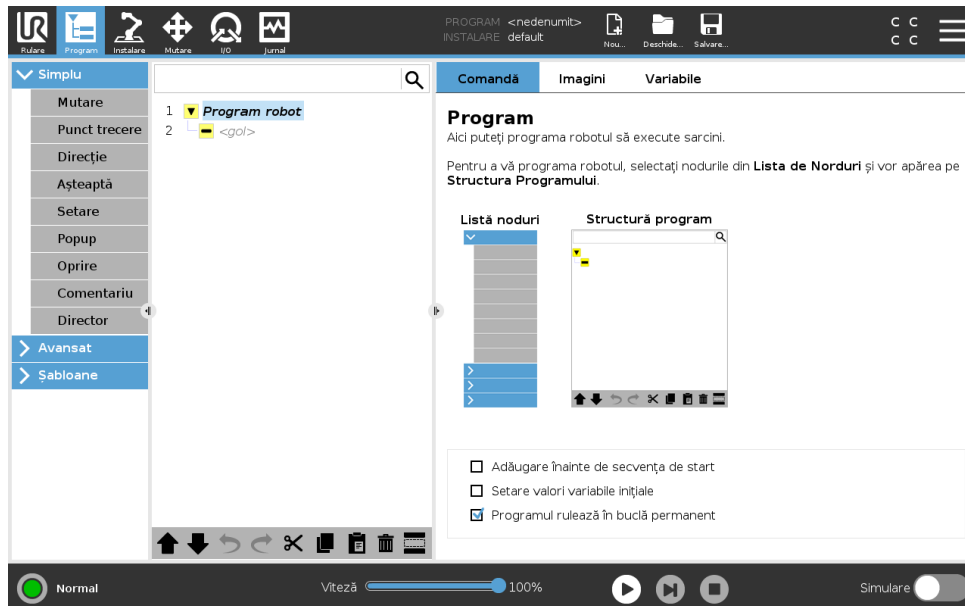 PROGRAM <nedenumit>
INSTALARE default
Rulare Program Instalare Mutare I/O Jurnal Nou... Deschide... Salvare...
C C
C C
Simplu
Mutare
Punct trecere
Direcție
Așteaptă
Setare
Popup
Oprire
Comentariu
Director
Avansat
Șabloane
1 Program robot
2 <gol>
Comandă Imagini Variabile
Program
Aici puteți programa robotul să execute sarcini.
Pentru a vă programa robotul, selectați nodurile din Lista de Norduri și vor apărea pe
Structura Programului.
Listă noduri Structură program
Adăugare înainte de secvența de start
Setare valori variabile inițiale
Programul rulează în buclă permanent
Normal Viteză 100% Simulare